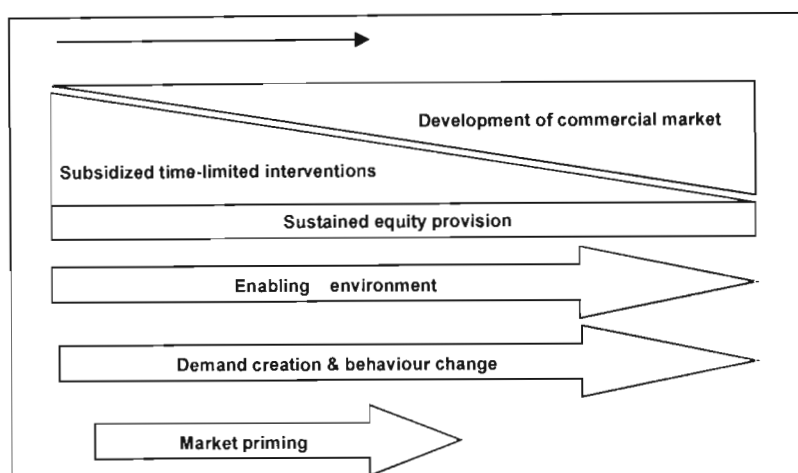 Development of commercial market
Subsidized time-limited interventions
Sustained equity provision
Enabling environment
Demand creation & behaviour change
Market priming